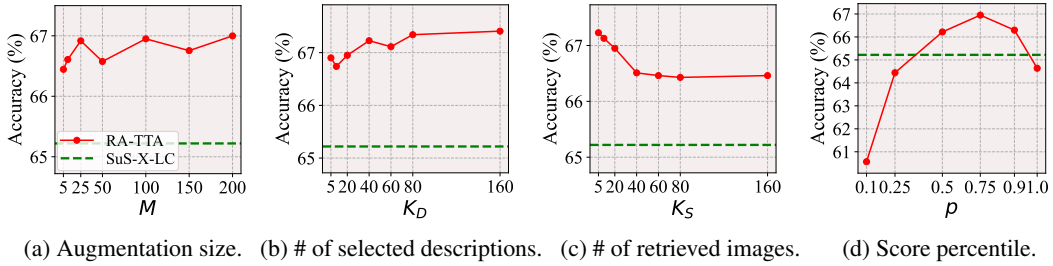 Accuracy (%)
67
66
65
RA-TTA
SuS-X-LC
5 25 50 100 150 200
M
(a) Augmentation size.
Accuracy (%)
67
66
65
5 20 40 60 80 160
K_D
(b) # of selected descriptions.
Accuracy (%)
67
66
65
5 20 40 60 80 160
K_S
(c) # of retrieved images.
Accuracy (%)
67
66
65
64
63
62
61
0.1 0.25 0.5 0.75 0.9 1.0
p
(d) Score percentile.